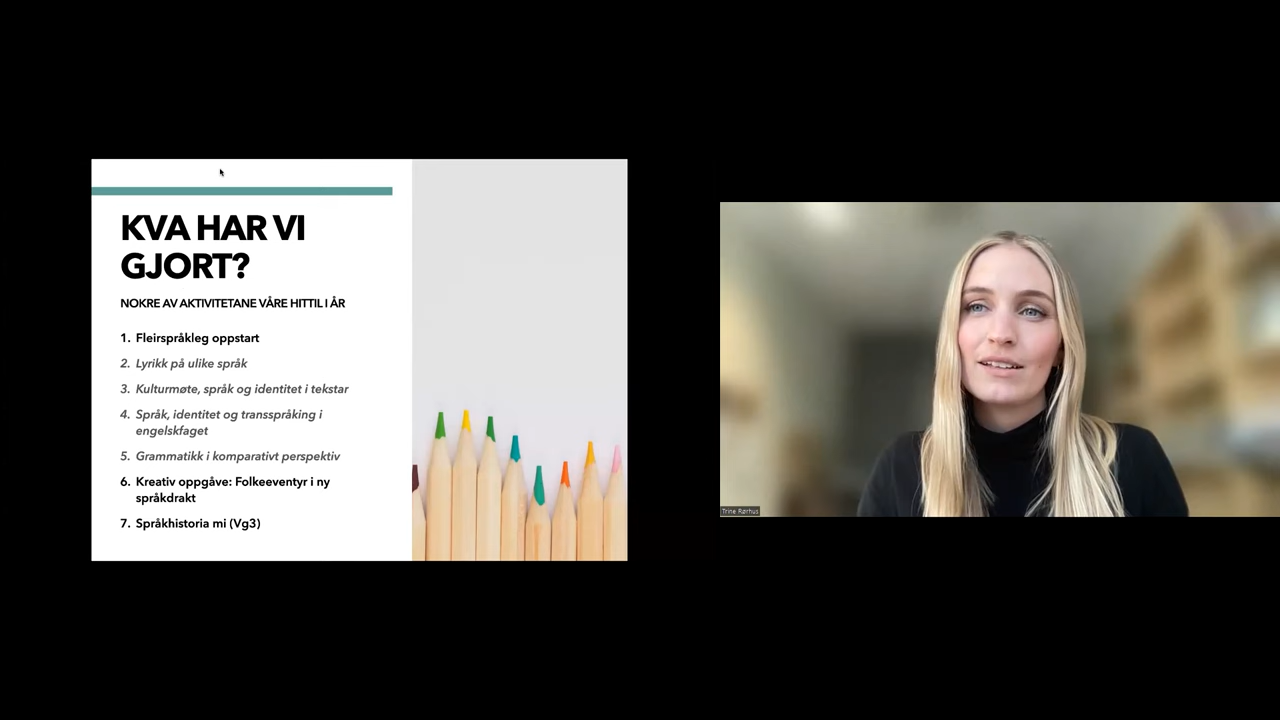 KVA HAR VI
GJORT?
NOKRE AV AKTIVITETANE VÅRE HITTIL I ÅR
1. Fleirspråkleg oppstart
2. Lyrikk på ulike språk
3. Kulturmøte, språk og identitet i tekstar
4. Språk, identitet og transspråking i
engelskfaget
5. Grammatikk i komparativt perspektiv
6. Kreativ oppgåve: Folkeeventyr i ny
språkdrakt
7. Språkhistoria mi (Vg3)
Trine Rørhus